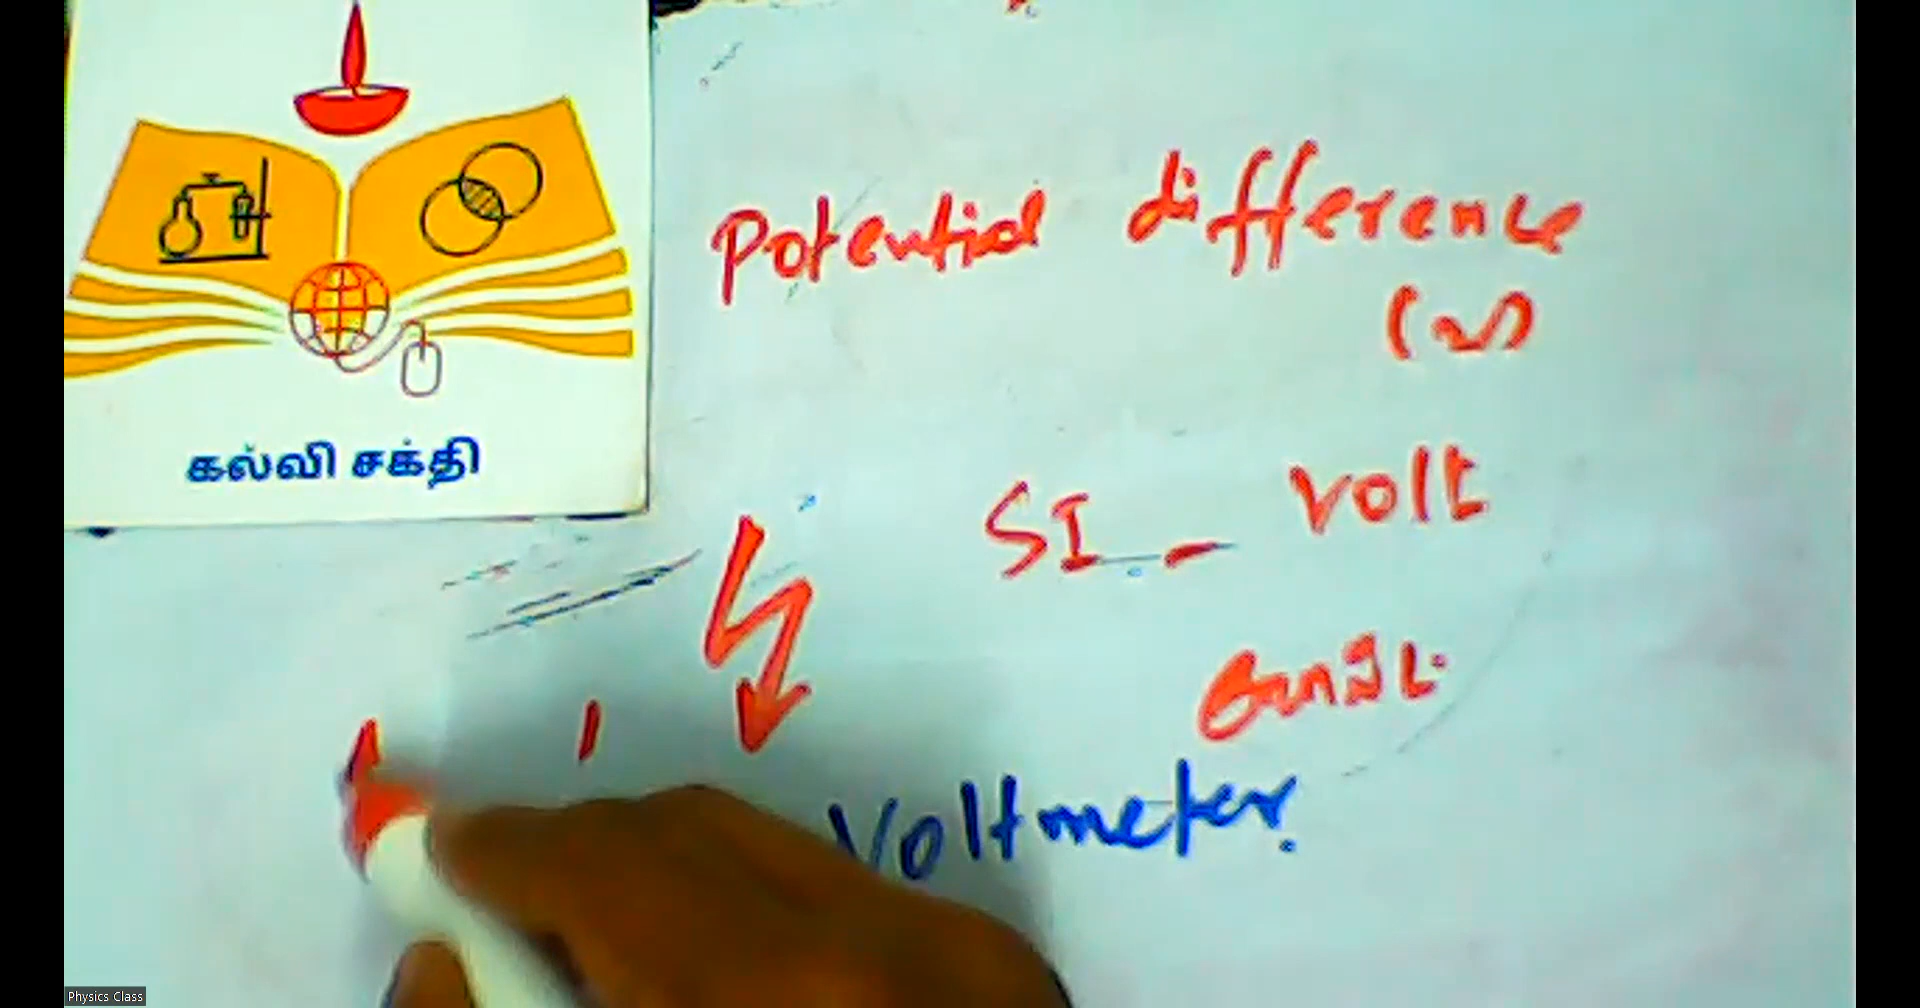 கல்வி சக்தி
Potential difference
(v)
SI _ volt
Voltmeter.
Physics Class